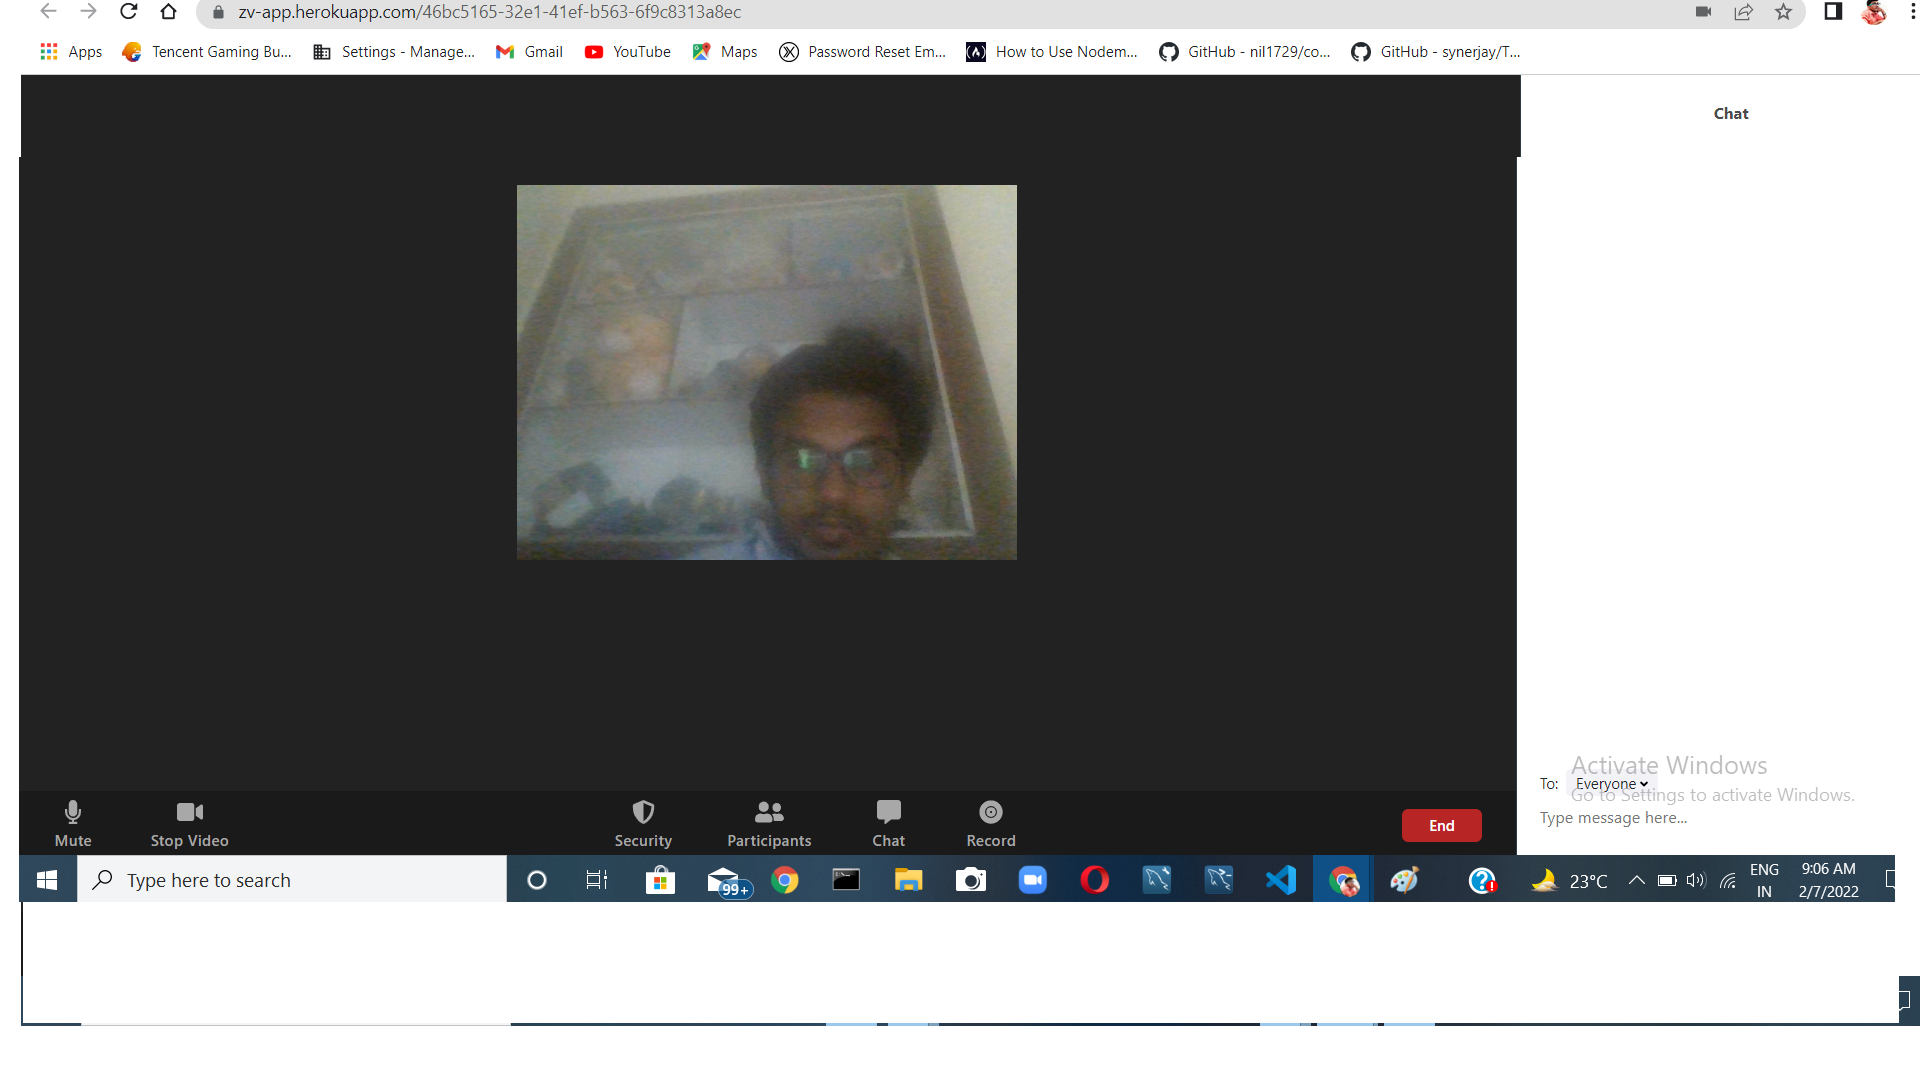 zv-app.herokuapp.com/46bc5165-32e1-41ef-b563-6f9c8313a8ec
Apps Tencent Gaming Bu... Settings - Manage... Gmail YouTube Maps Password Reset Em... How to Use Nodem... GitHub - nil1729/co... GitHub - synerjay/T...
Chat
Activate Windows
To: Everyone
Go to Settings to activate Windows.
Type message here...
Mute Stop Video Security Participants Chat Record End
Type here to search 99+ 23°C ENG IN 9:06 AM 2/7/2022